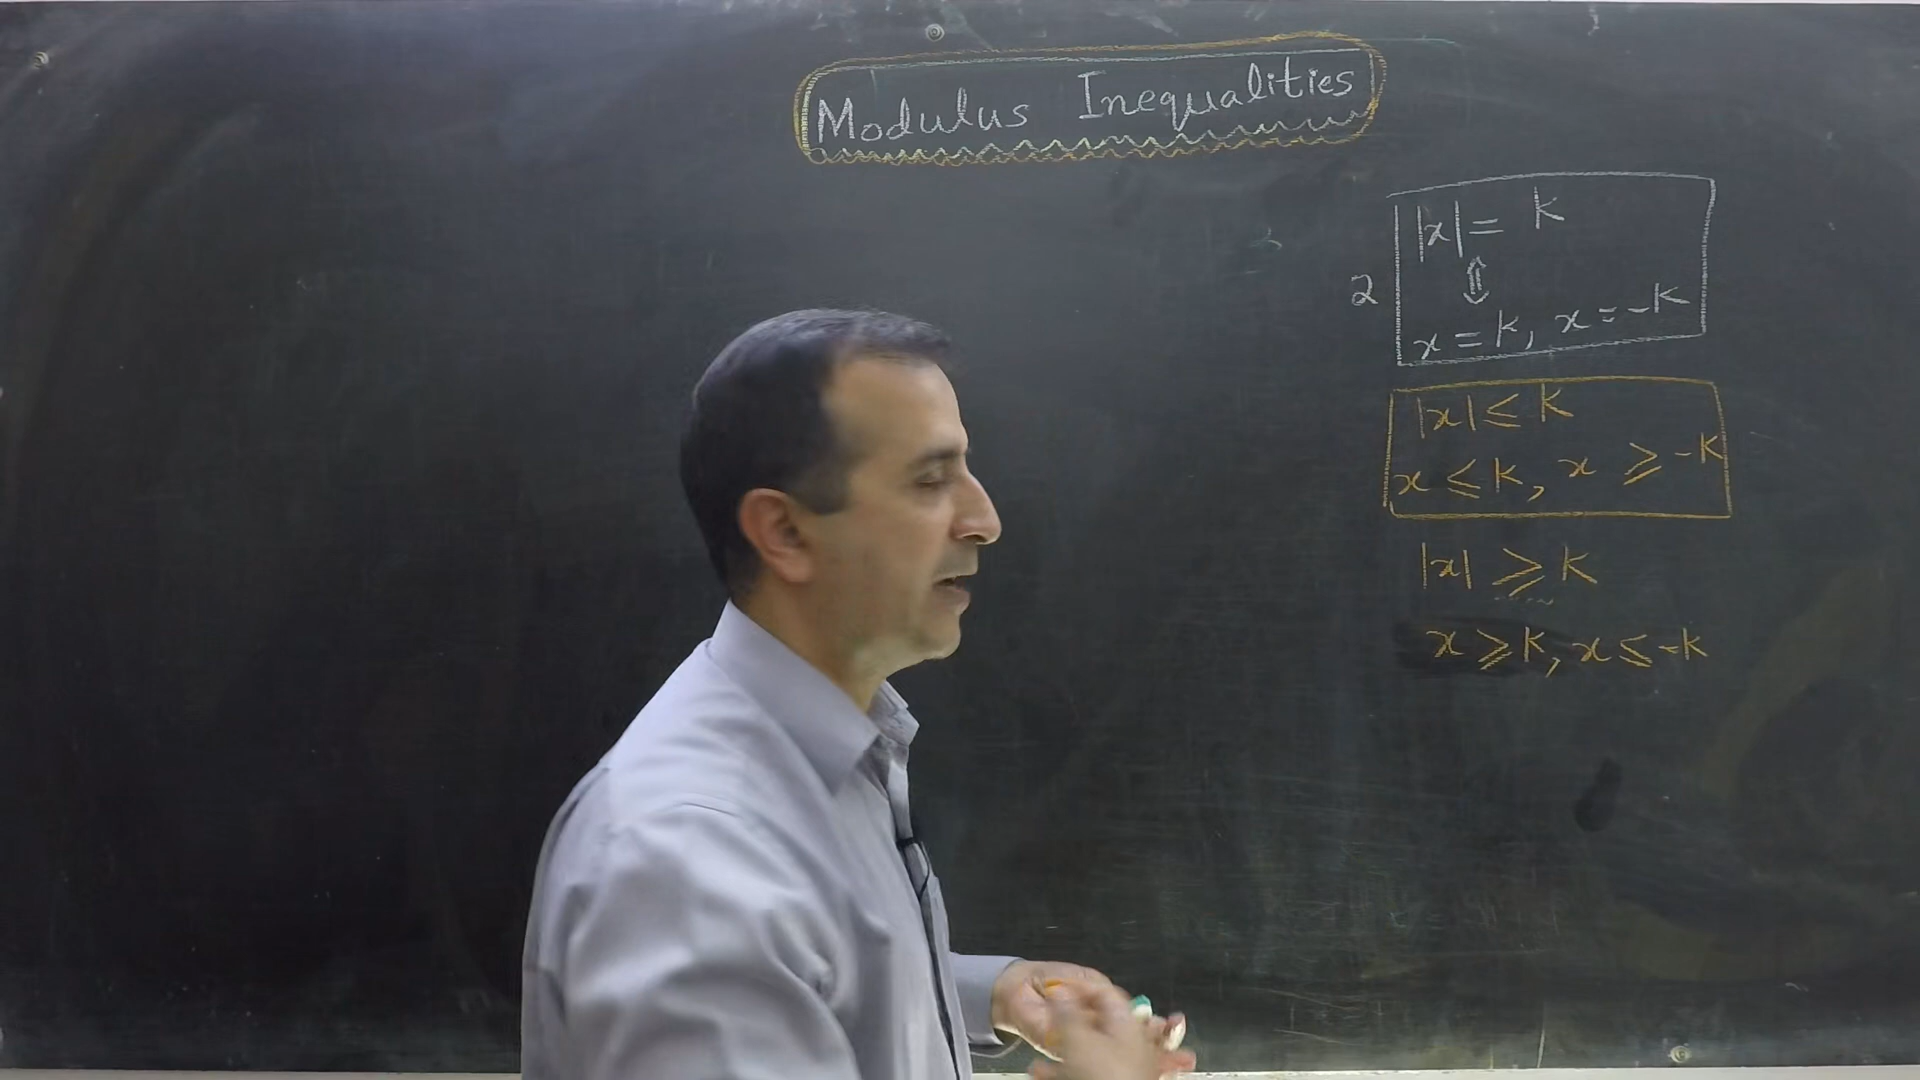 Modulus Inequalities
|x| = k
⇕
2
x = k, x = -k
|x| ≤ k
x ≤ k, x ≥ -k
|x| ≥ k
x ≥ k, x ≤ -k